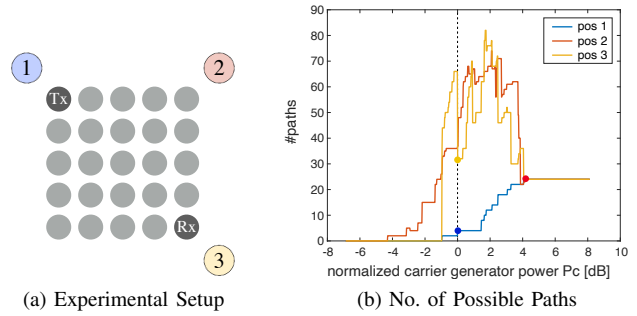 1
2
Tx
Rx
3
(a) Experimental Setup
90
80
70
60
50
40
30
20
10
0
#paths
pos 1
pos 2
pos 3
-8 -6 -4 -2 0 2 4 6 8 10
normalized carrier generator power Pc [dB]
(b) No. of Possible Paths